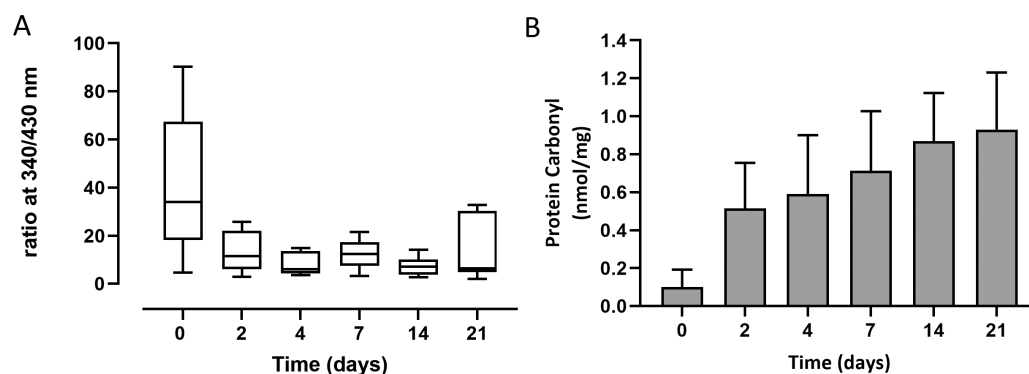 A
ratio at 340/430 nm
100
80
60
40
20
0
0 2 4 7 14 21
Time (days)
B
Protein Carbonyl
(nmol/mg)
1.4
1.2
1.0
0.8
0.6
0.4
0.2
0.0
0 2 4 7 14 21
Time (days)